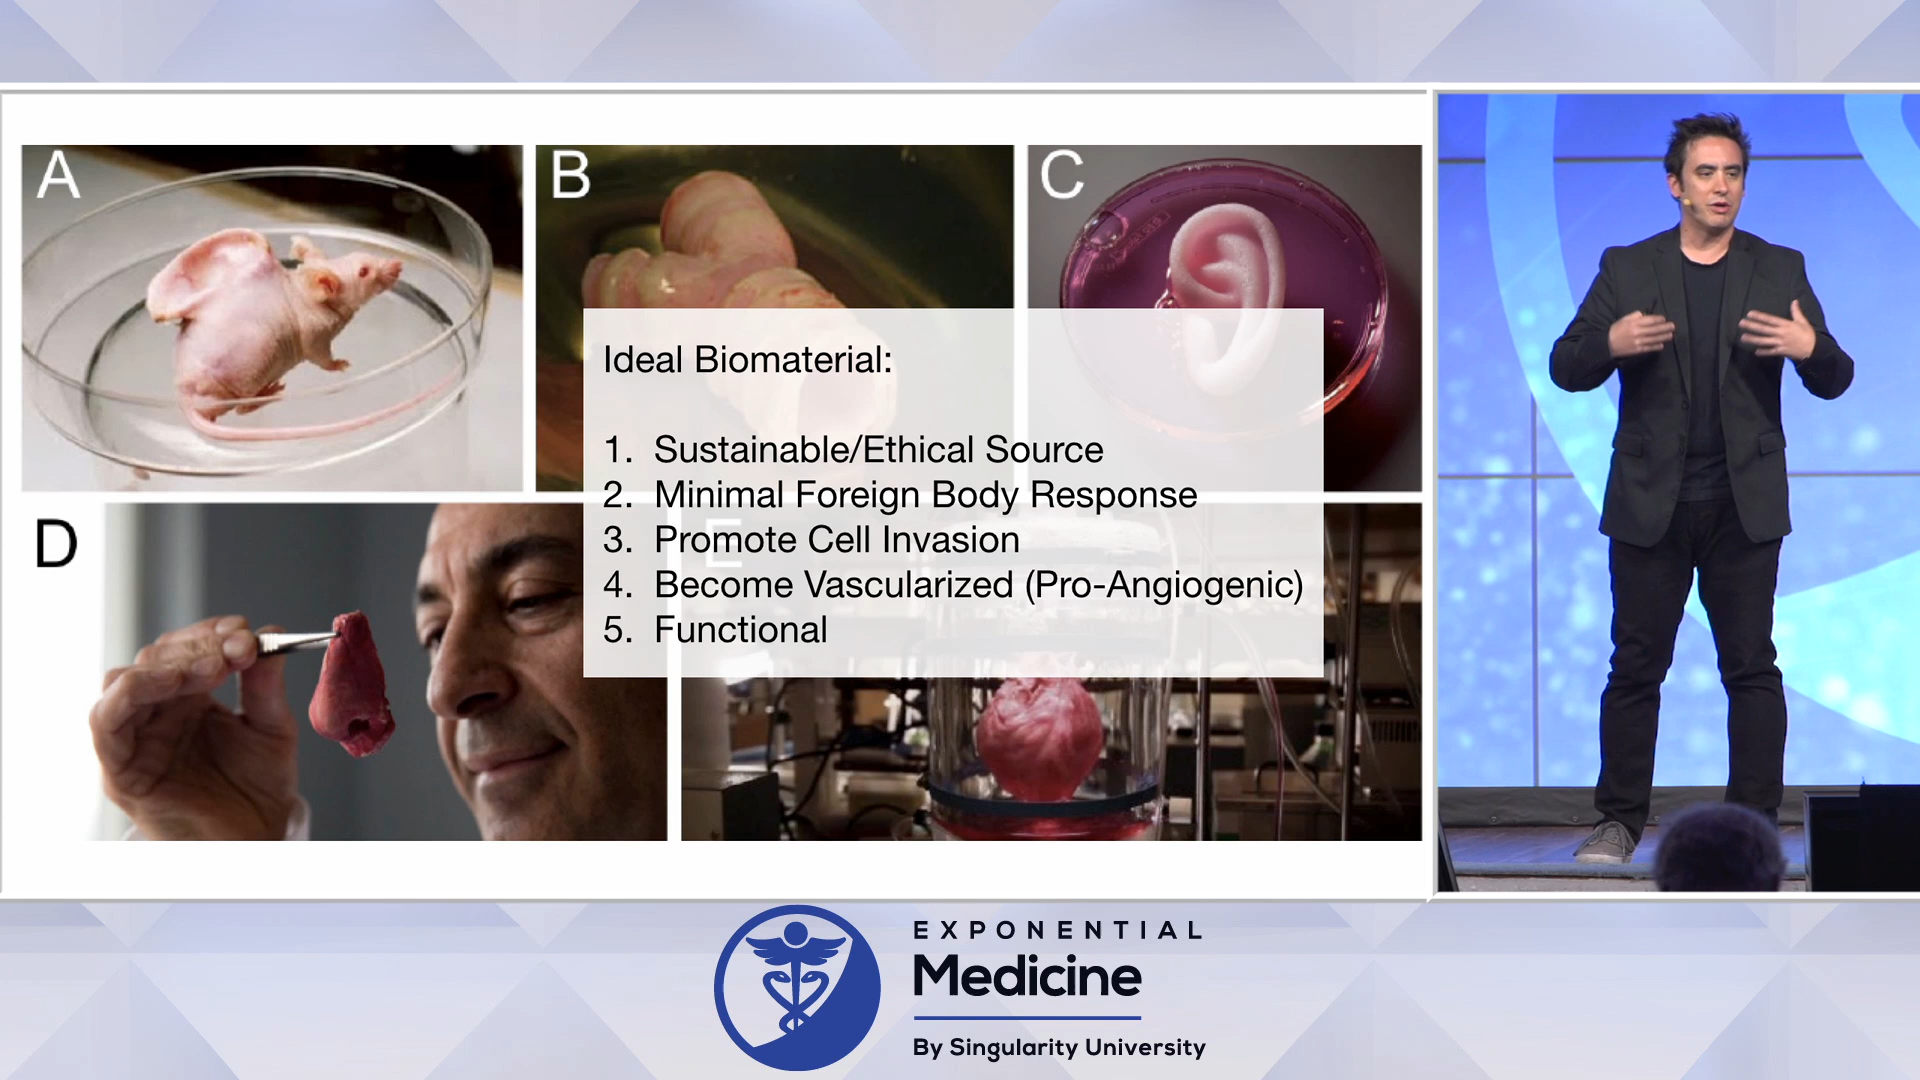 A
B
C
D
E
Ideal Biomaterial:
1. Sustainable/Ethical Source
2. Minimal Foreign Body Response
3. Promote Cell Invasion
4. Become Vascularized (Pro-Angiogenic)
5. Functional
EXPONENTIAL
Medicine
By Singularity University